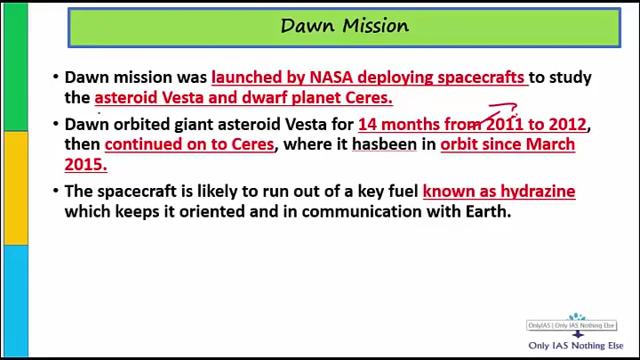 Dawn Mission
Dawn mission was launched by NASA deploying spacecrafts to study
the asteroid Vesta and dwarf planet Ceres.
Dawn orbited giant asteroid Vesta for 14 months from 2011 to 2012,
then continued on to Ceres, where it hasbeen in orbit since March
2015.
The spacecraft is likely to run out of a key fuel known as hydrazine
which keeps it oriented and in communication with Earth.
OnlyIAS | Only IAS Nothing Else
Only IAS Nothing Else